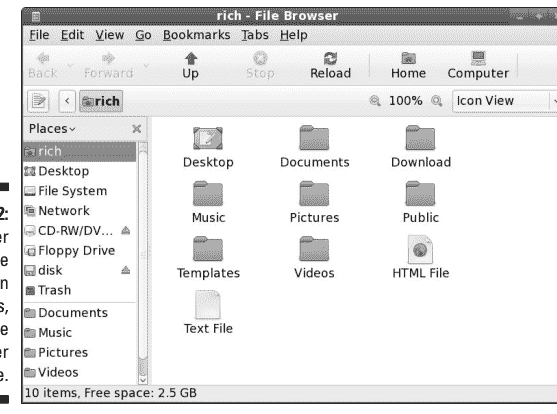 rich - File Browser
File Edit View Go Bookmarks Tabs Help
Back Forward Up Stop Reload Home Computer
rich 100% Icon View
Places
rich
Desktop
File System
Network
CD-RW/DV...
Floppy Drive
disk
Trash
Documents
Music
Pictures
Videos
Desktop Documents Download
Music Pictures Public
Templates Videos HTML File
Text File
10 items, Free space: 2.5 GB
2:
er
e
n
s,
e
er
e.